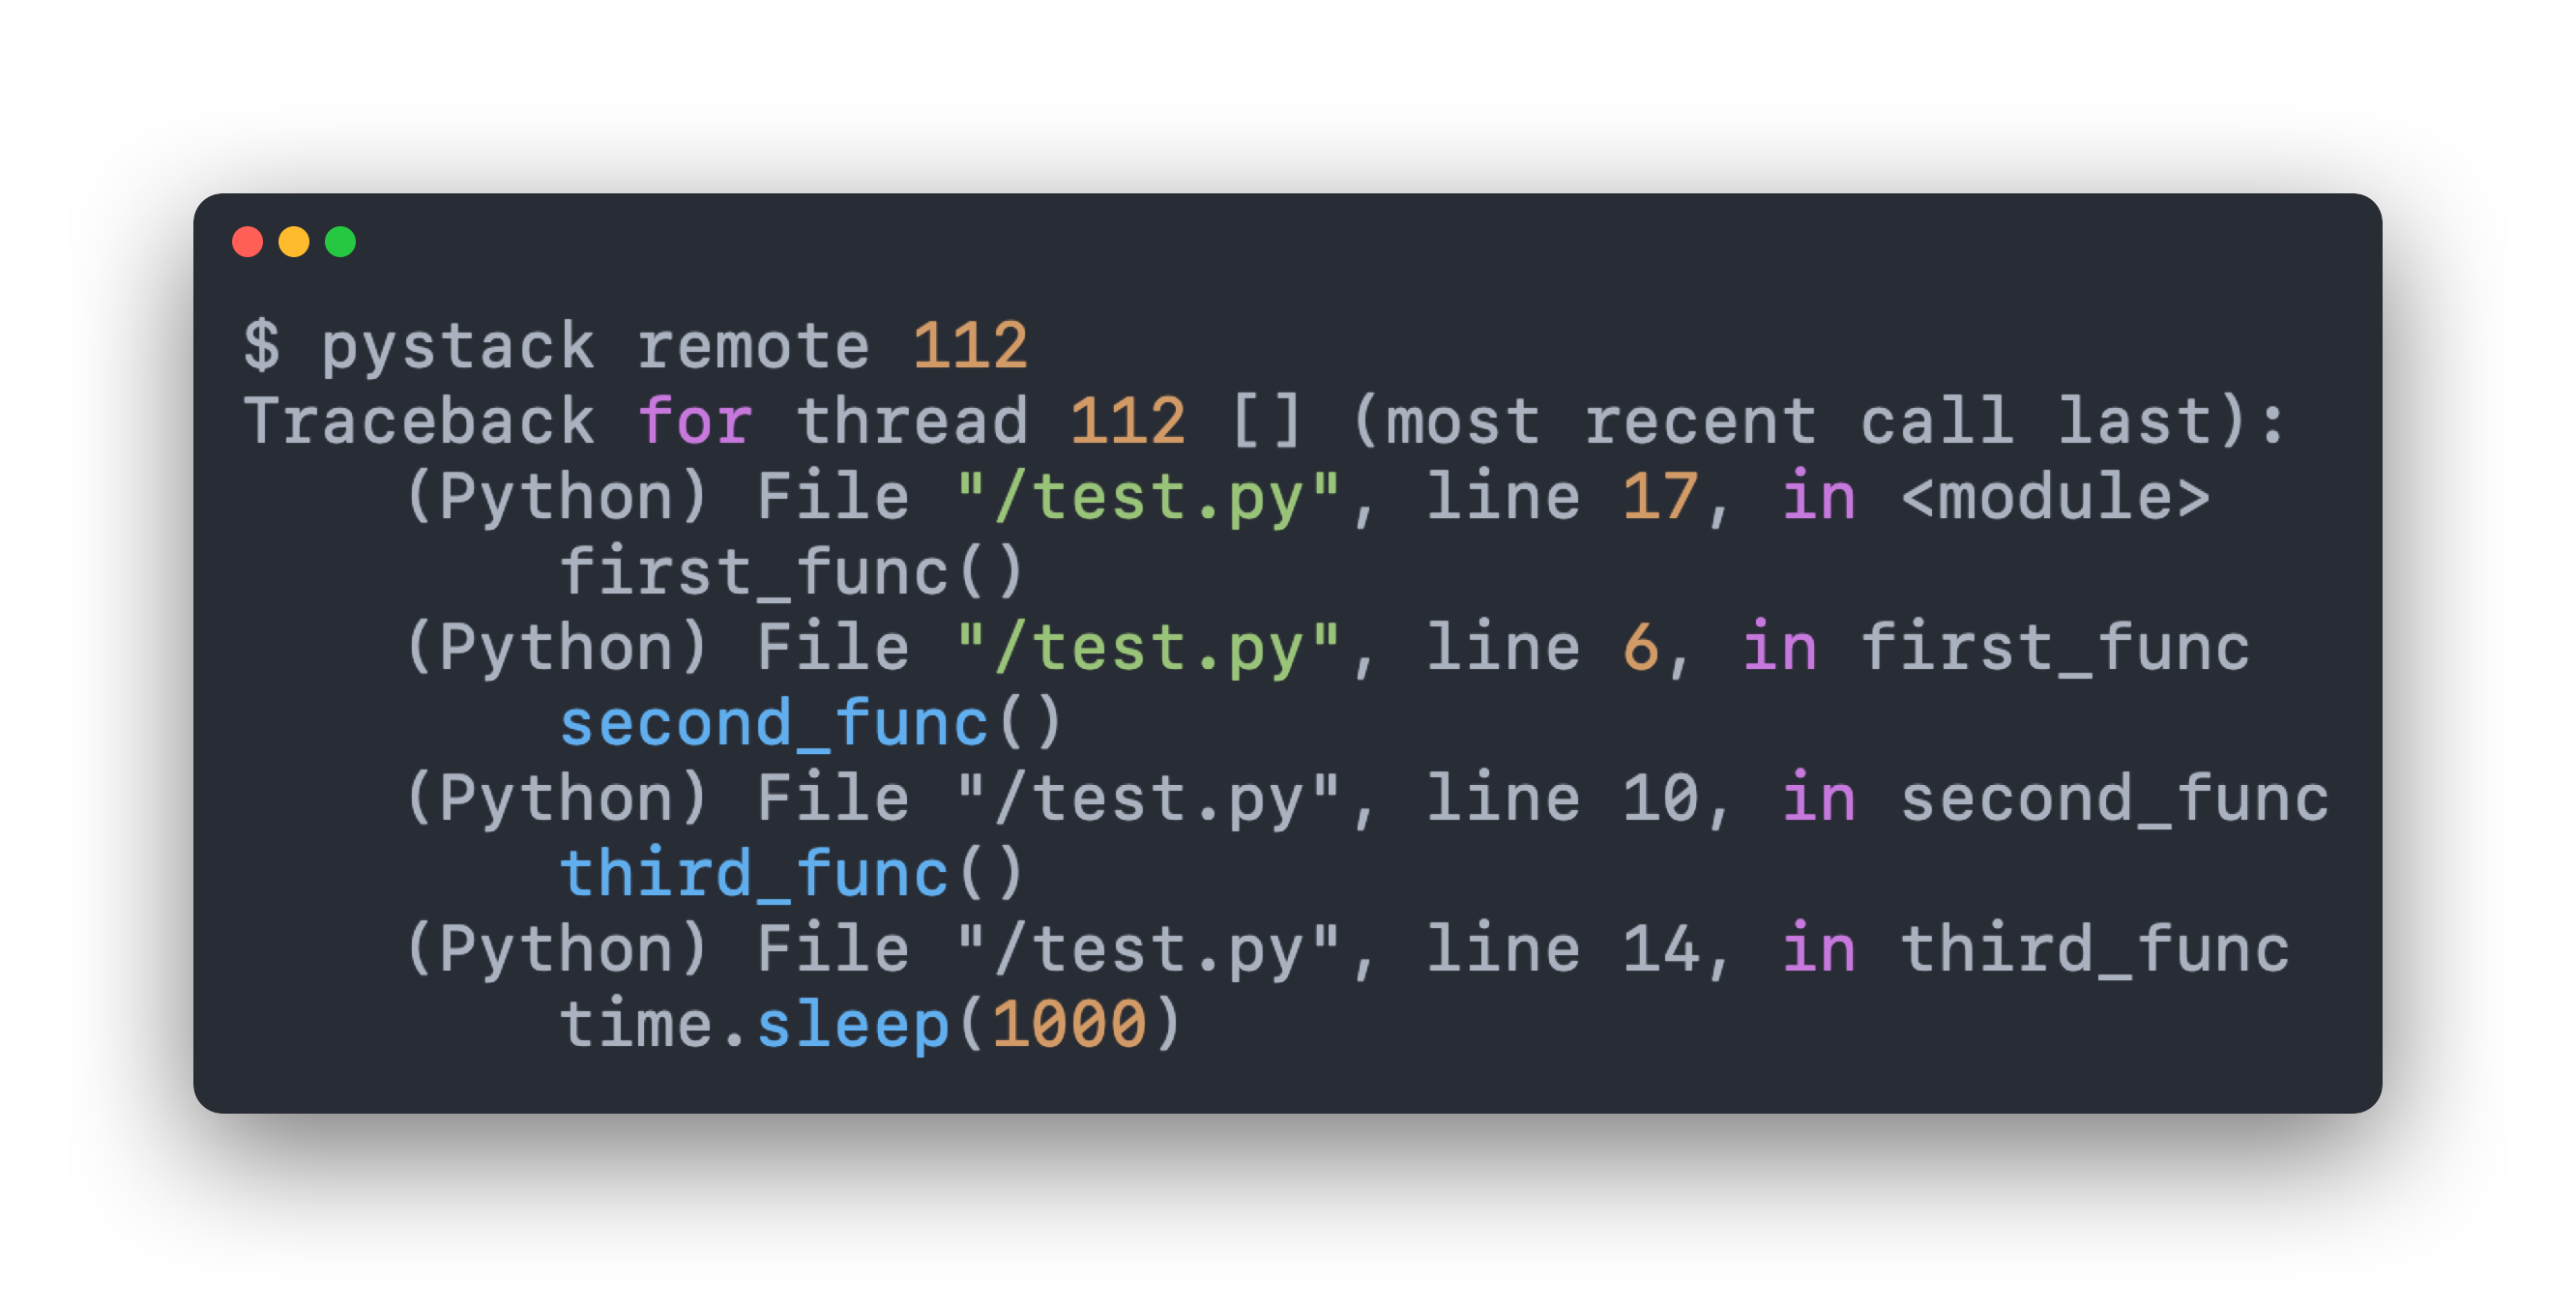 $ pystack remote 112
Traceback for thread 112 [] (most recent call last):
    (Python) File "/test.py", line 17, in <module>
        first_func()
    (Python) File "/test.py", line 6, in first_func
        second_func()
    (Python) File "/test.py", line 10, in second_func
        third_func()
    (Python) File "/test.py", line 14, in third_func
        time.sleep(1000)